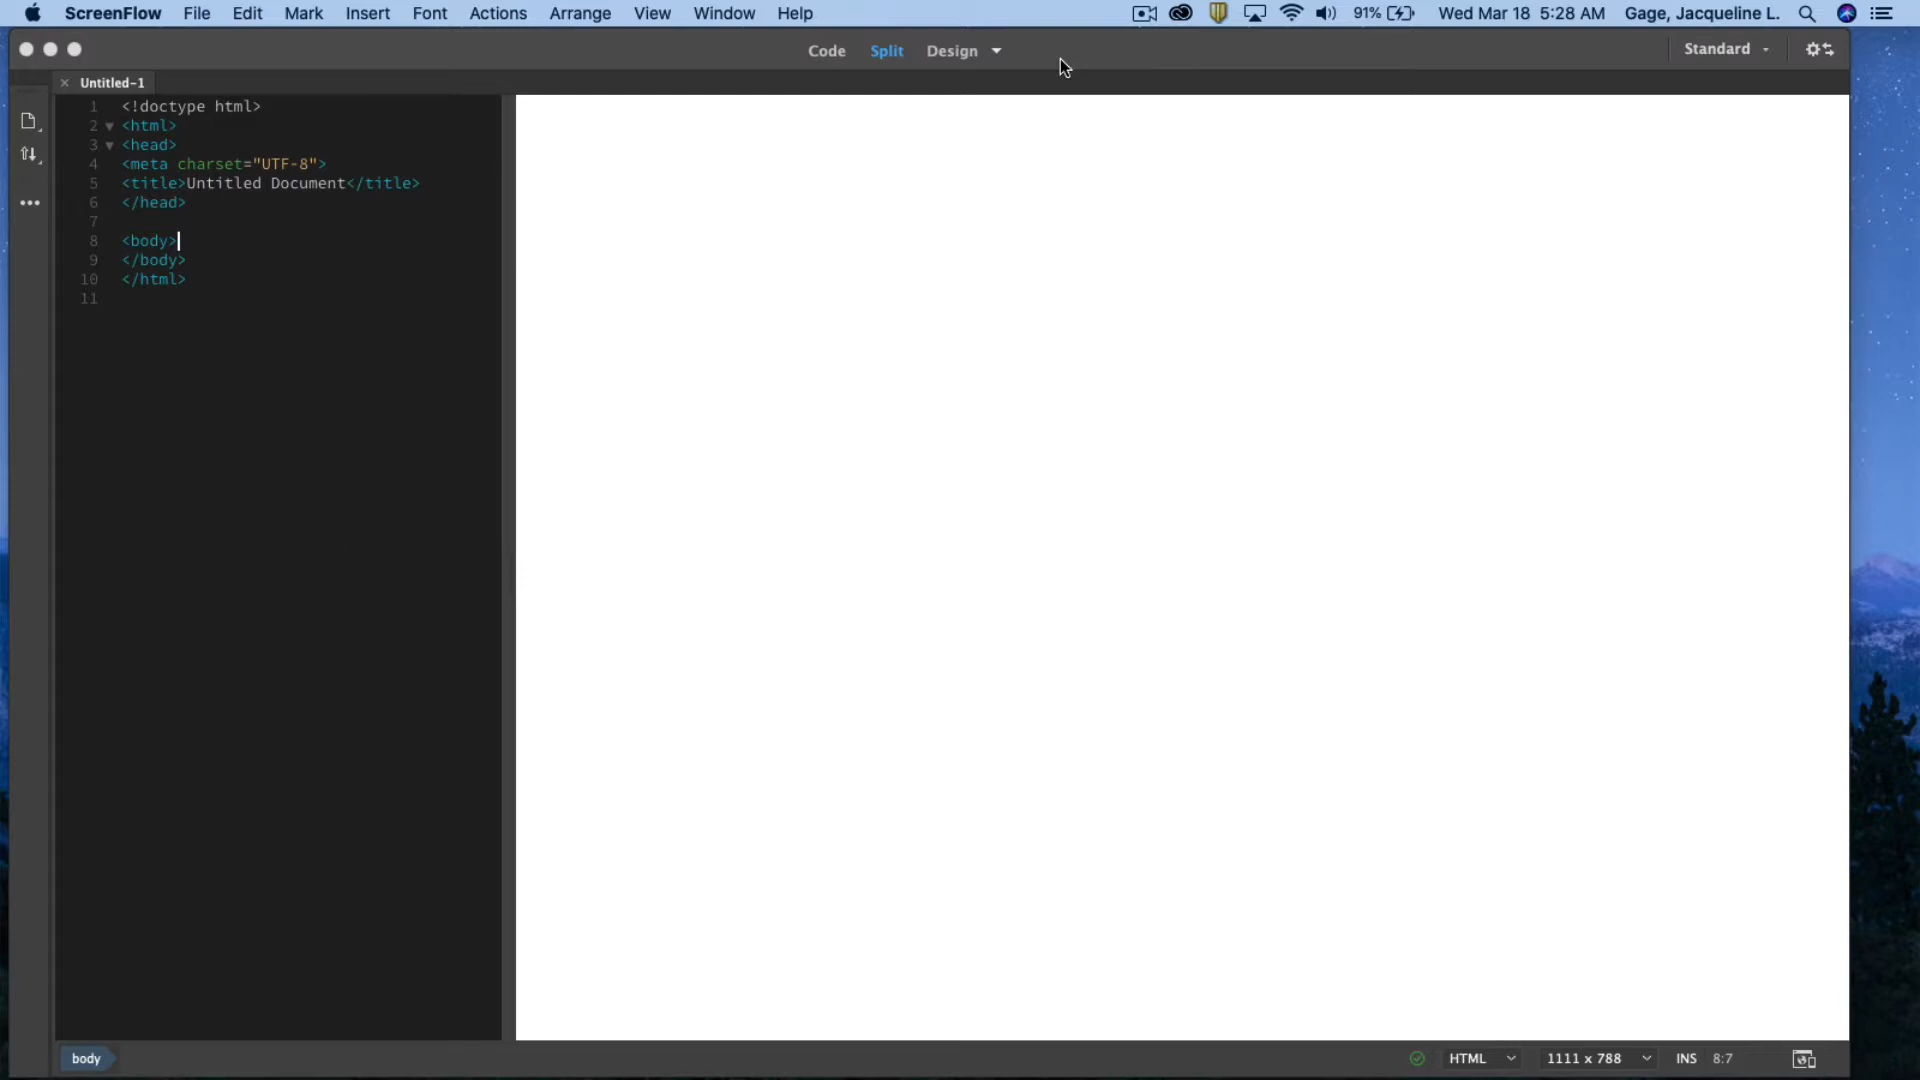 ScreenFlow File Edit Mark Insert Font Actions Arrange View Window Help 91% Wed Mar 18 5:28 AM Gage, Jacqueline L.
Code Split Design Standard
× Untitled-1
1 <!doctype html>
2 <html>
3 <head>
4 <meta charset="UTF-8">
5 <title>Untitled Document</title>
6 </head>
7
8 <body>
9 </body>
10 </html>
11
body HTML 1111 x 788 INS 8:7